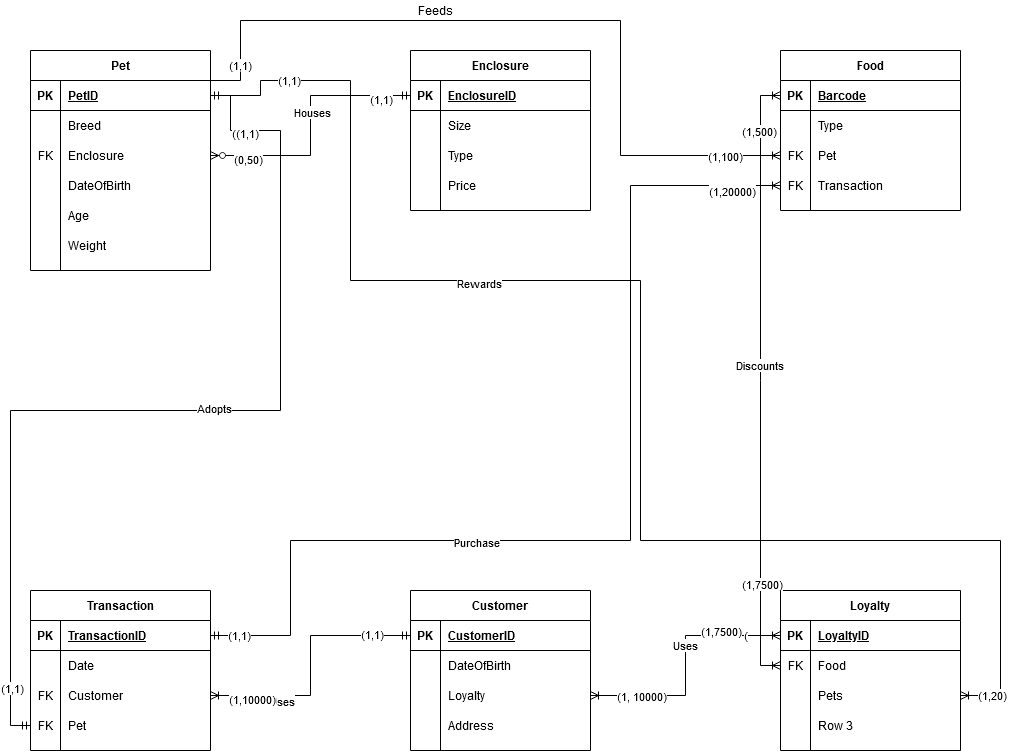 Feeds
Pet
PK PetID
Breed
FK Enclosure
DateOfBirth
Age
Weight
(1,1)
(1,1)
((1,1)
(0,50)
Houses
(1,1)
Enclosure
PK EnclosureID
Size
Type
Price
Food
PK Barcode
Type
FK Pet
FK Transaction
(1,500)
(1,100)
(1,20000)
Rewards
Discounts
Adopts
Purchase
(1,7500)
Transaction
PK TransactionID
Date
FK Customer
FK Pet
(1,1)
(1,1)
(1,10000)
ses
(1,1)
Customer
PK CustomerID
DateOfBirth
Loyalty
Address
(1,7500)
(
Uses
(1, 10000)
Loyalty
PK LoyaltyID
FK Food
Pets
Row 3
(1,20)